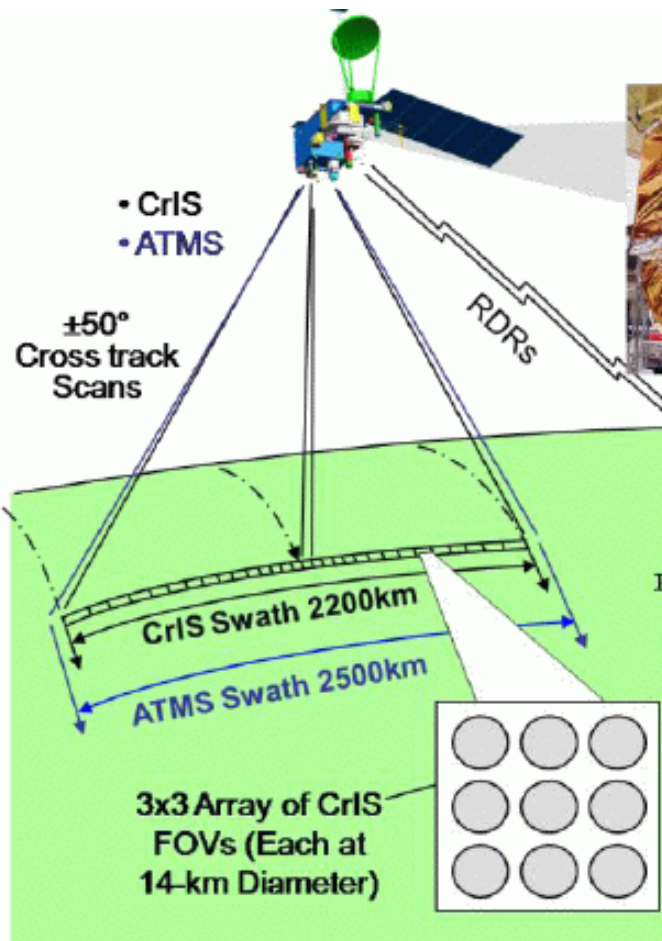 • CrIS
• ATMS
±50°
Cross track
Scans
RDRs
CrIS Swath 2200km
ATMS Swath 2500km
3x3 Array of CrIS
FOVs (Each at
14-km Diameter)